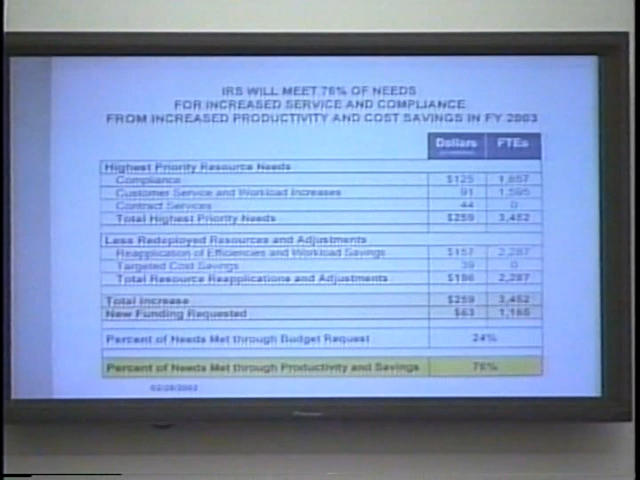 IRS WILL MEET 76% OF NEEDS
FOR INCREASED SERVICE AND COMPLIANCE
FROM INCREASED PRODUCTIVITY AND COST SAVINGS IN FY 2003
Dollars FTEs
Highest Priority Resource Needs
Compliance $125 1,857
Customer Service and Workload Increases 91 1,595
Contract Services 44 0
Total Highest Priority Needs $259 3,452
Less Redeployed Resources and Adjustments
Reapplication of Efficiencies and Workload Savings $157 2,287
Targeted Cost Savings 39 0
Total Resource Reapplications and Adjustments $196 2,287
Total Increase $259 3,452
New Funding Requested $63 1,165
Percent of Needs Met through Budget Request 24%
Percent of Needs Met through Productivity and Savings 76%